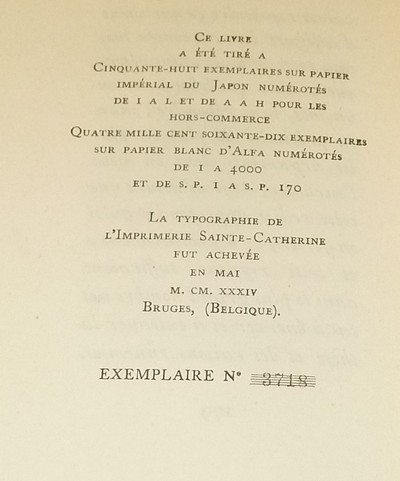 Ce livre
a été tiré a
Cinquante-huit exemplaires sur papier
impérial du Japon numérotés
de 1 a L et de A a H pour les
hors-commerce
Quatre mille cent soixante-dix exemplaires
sur papier blanc d'Alfa numérotés
de 1 a 4000
et de s.p. 1 a s.p. 170
La typographie de
l'Imprimerie Sainte-Catherine
fut achevée
en mai
M. CM. XXXIV
Bruges, (Belgique).
EXEMPLAIRE N° 3718